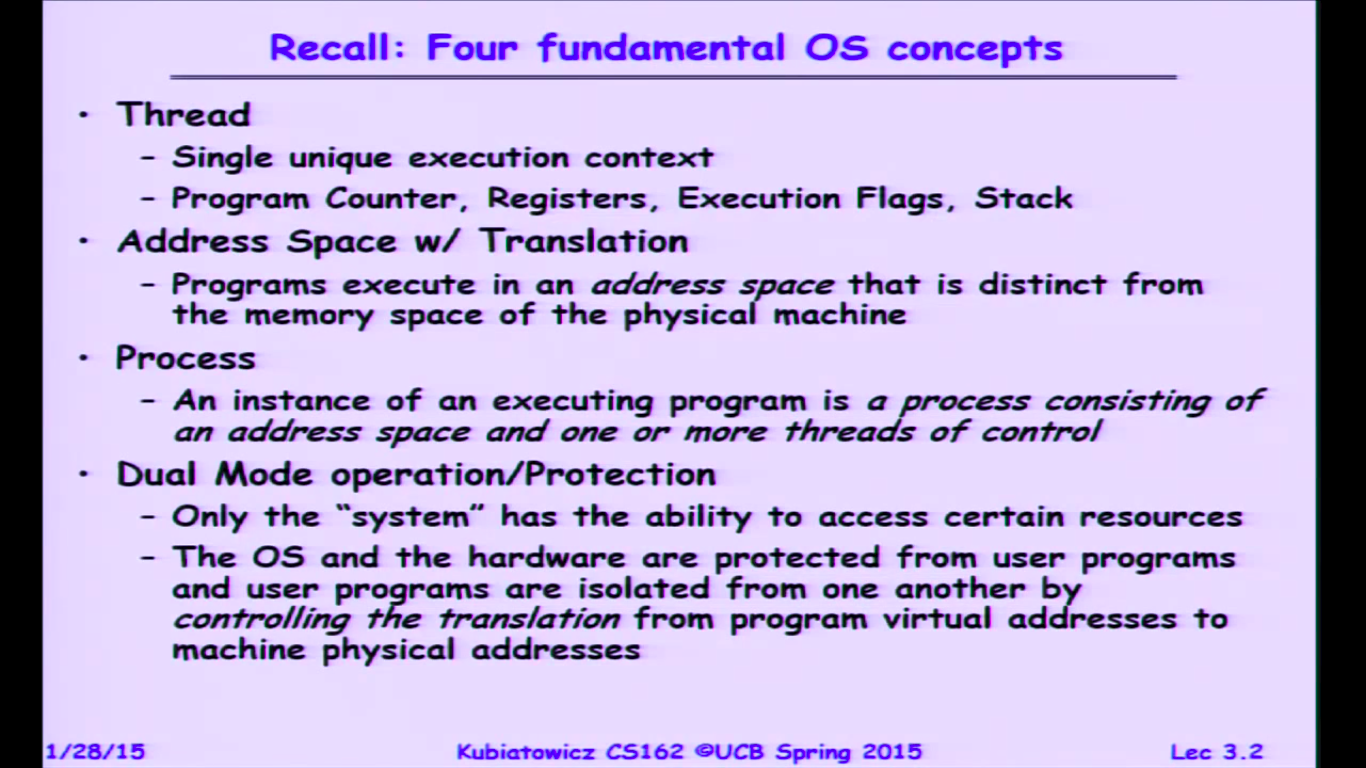 Recall: Four fundamental OS concepts
• Thread
– Single unique execution context
– Program Counter, Registers, Execution Flags, Stack
• Address Space w/ Translation
– Programs execute in an address space that is distinct from
the memory space of the physical machine
• Process
– An instance of an executing program is a process consisting of
an address space and one or more threads of control
• Dual Mode operation/Protection
– Only the “system” has the ability to access certain resources
– The OS and the hardware are protected from user programs
and user programs are isolated from one another by
controlling the translation from program virtual addresses to
machine physical addresses
1/28/15 Kubiatowicz CS162 ©UCB Spring 2015 Lec 3.2